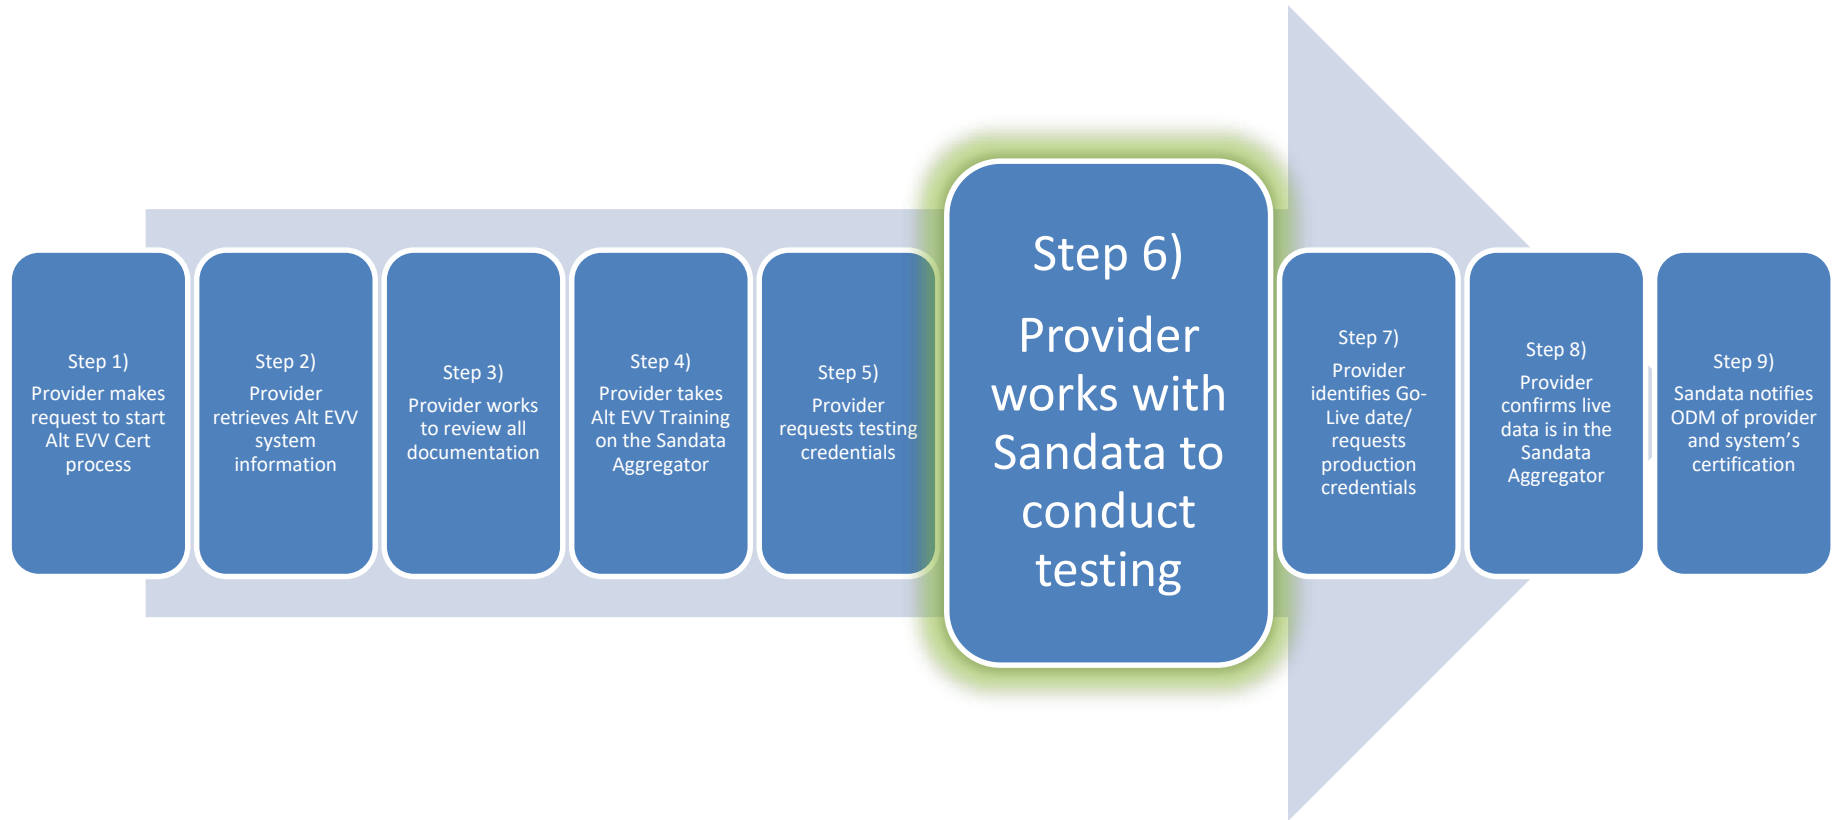 Step 1)
Provider makes
request to start
Alt EVV Cert
process
Step 2)
Provider
retrieves Alt EVV
system
information
Step 3)
Provider works
to review all
documentation
Step 4)
Provider takes
Alt EVV Training
on the Sandata
Aggregator
Step 5)
Provider
requests testing
credentials
Step 6)
Provider
works with
Sandata to
conduct
testing
Step 7)
Provider
identifies Go-
Live date/
requests
production
credentials
Step 8)
Provider
confirms live
data is in the
Sandata
Aggregator
Step 9)
Sandata notifies
ODM of provider
and system’s
certification